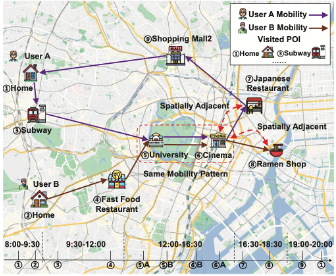 User A Mobility
User B Mobility
Visited POI
①Home ③Subway
......
⑨Shopping Mall2
User A
①Home
③Subway
⑦Japanese
Restaurant
Spatially Adjacent
Spatially Adjacent
⑤University
⑥Cinema
Same Mobility Pattern
⑧Ramen Shop
User B
②Home
④Fast Food
Restaurant
8:00-9:30 9:30/12:00 12:00-16:30 16:30-18:30 19:00-20:00
① ② ③ ④ ⑤A ⑤B ⑥B ⑥A ⑦ ⑧ ⑨ ①